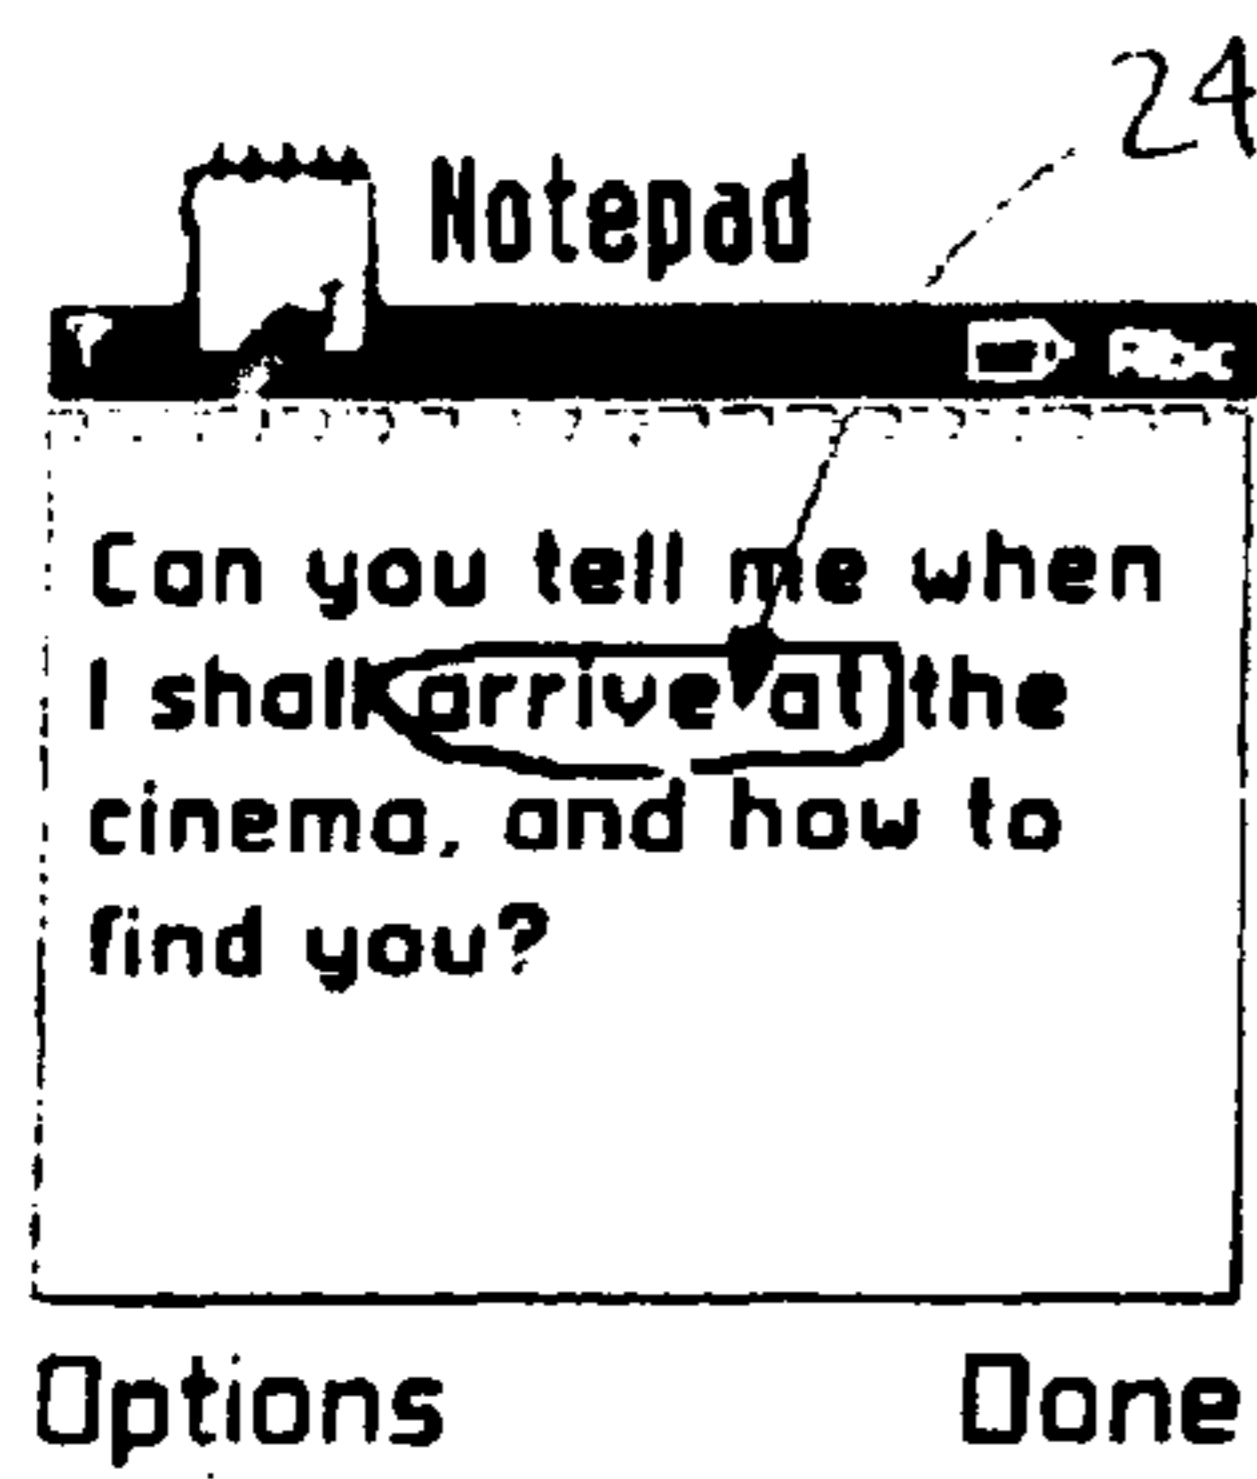 24
Notepad
Abc
Can you tell me when
I shall arrive at the
cinema, and how to
find you?
Options Done